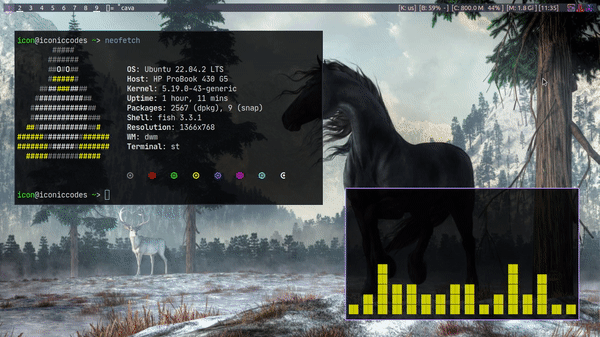 1 2 3 4 5 6 7 8 9 []= cava [K: us] [B: 59% -] [C: 800.0 M 44% ] [M: 1.8 Gi ] [11:35]
icon@iconiccodes ~> neofetch
OS: Ubuntu 22.04.2 LTS
Host: HP ProBook 430 G5
Kernel: 5.19.0-43-generic
Uptime: 1 hour, 11 mins
Packages: 2567 (dpkg), 9 (snap)
Shell: fish 3.3.1
Resolution: 1366x768
WM: dwm
Terminal: st
icon@iconiccodes ~>